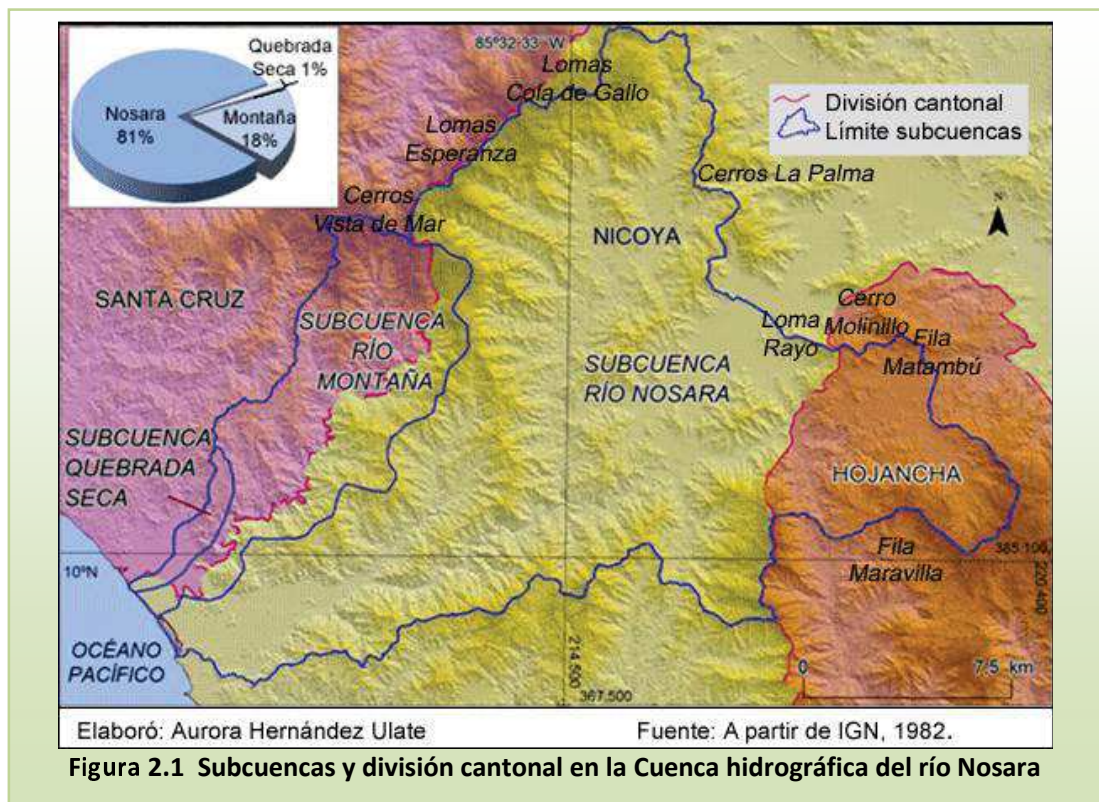 Quebrada
Seca 1%
Nosara
81%
Montaña
18%
85°32'33" W
Lomas
Cola de Gallo
Lomas
Esperanza
Cerros
Vista de Mar
División cantonal
Límite subcuencas
Cerros La Palma
N
NICOYA
SANTA CRUZ
SUBCUENCA
RÍO
MONTAÑA
Cerro
Molinillo
Loma
Rayo
Fila
Matambú
SUBCUENCA
RÍO NOSARA
SUBCUENCA
QUEBRADA
SECA
HOJANCHA
Fila
Maravilla
385.100
220.400
10°N
OCÉANO
PACÍFICO
214.500
367.500
0 7.5 km
Elaboró: Aurora Hernández Ulate Fuente: A partir de IGN, 1982.
Figura 2.1 Subcuencas y división cantonal en la Cuenca hidrográfica del río Nosara